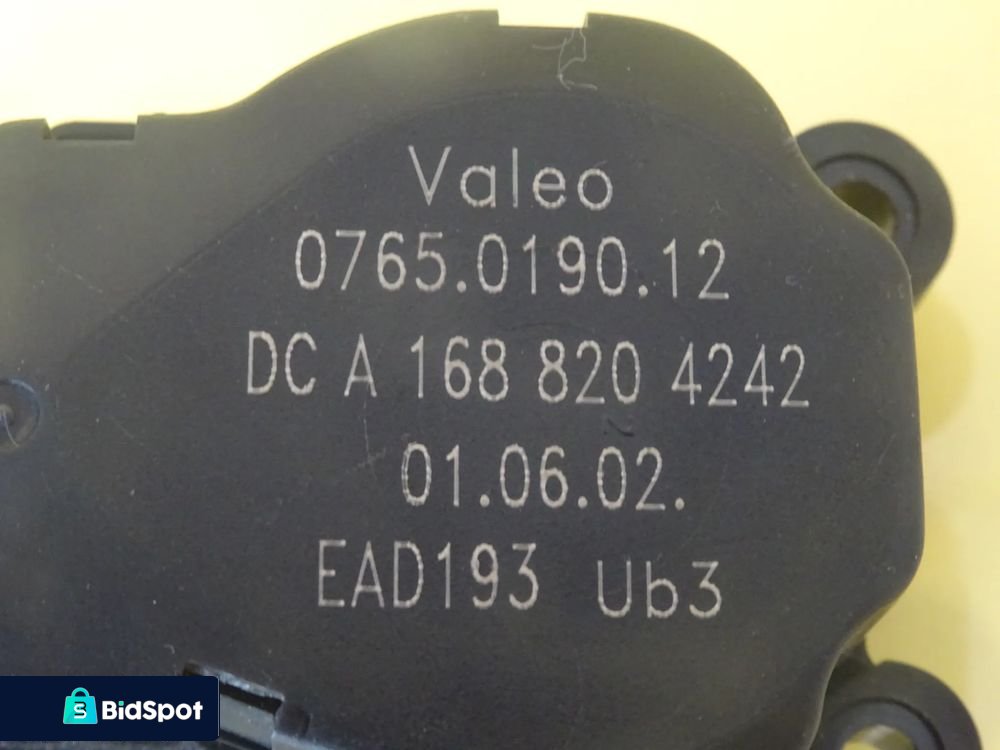 Valeo
0765.0190.12
DC A 168 820 4242
01.06.02.
EAD193 Ub3
BidSpot